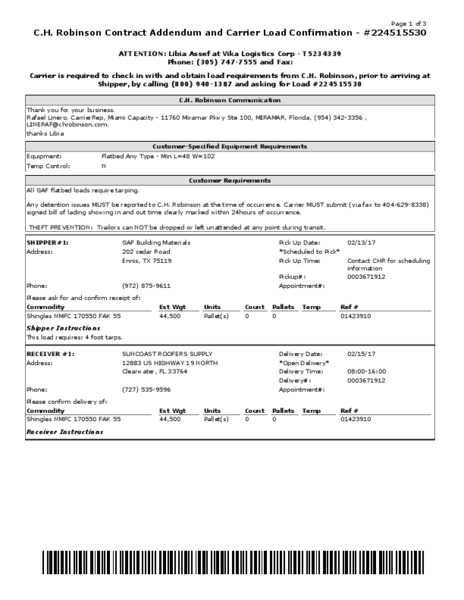 Page 1 of 3
C.H. Robinson Contract Addendum and Carrier Load Confirmation - #224515530
ATTENTION: Libia Assef at Vika Logistics Corp - T5234339
Phone: (305) 747-7555 and Fax:
Carrier is required to check in with and obtain load requirements from C.H. Robinson, prior to arriving at
Shipper, by calling (800) 940-1387 and asking for Load #224515530
C.H. Robinson Communication
Thank you for your business.
Rafael Linero, CarrierRep, Miami Capacity - 11760 Miramar Pkwy Ste 100, MIRAMAR, Florida, (954) 342-3356 ,
LINERAF@chrobinson.com.
thanks Libia
Customer-Specified Equipment Requirements
Equipment: Flatbed Any Type - Min L=48 W=102
Temp Control: N
Customer Requirements
All GAF flatbed loads require tarping.
Any detention issues MUST be reported to C.H. Robinson at the time of occurrence. Carrier MUST submit (via fax to 404-629-8338)
signed bill of lading showing in and out time clearly marked within 24hours of occurrence.
THEFT PREVENTION: Trailors can NOT be dropped or left unattended at any point during transit.
SHIPPER#1: GAF Building Materials Pick Up Date: 02/13/17
Address: 202 cedar Road *Scheduled to Pick*
Ennis, TX 75119 Pick Up Time: Contact CHR for scheduling
information
Pickup#: 0003671912
Phone: (972) 875-9611 Appointment#:
Please ask for and confirm receipt of:
Commodity Est Wgt Units Count Pallets Temp Ref #
Shingles NMFC 170550 FAK 55 44,500 Pallet(s) 0 0 01423910
Shipper Instructions
This load requires: 4 foot tarps.
RECEIVER #1: SUNCOAST ROOFERS SUPPLY Delivery Date: 02/15/17
Address: 12883 US HIGHWAY 19 NORTH *Open Delivery*
Clearwater, FL 33764 Delivery Time: 08:00-16:00
Delivery#: 0003671912
Phone: (727) 535-9596 Appointment#:
Please confirm delivery of:
Commodity Est Wgt Units Count Pallets Temp Ref #
Shingles NMFC 170550 FAK 55 44,500 Pallet(s) 0 0 01423910
Receiver Instructions